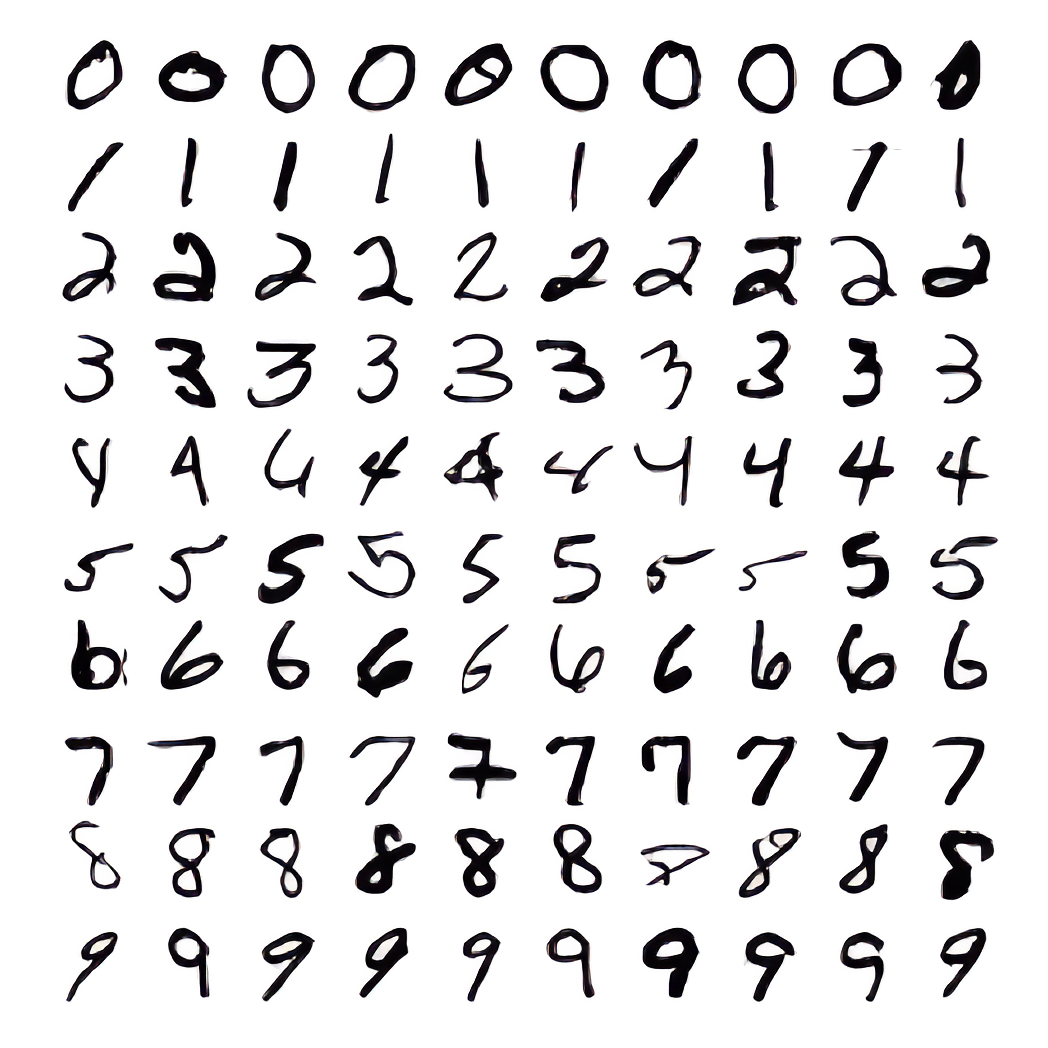 0 0 0 0 0 0 0 0 0 0
1 1 1 1 1 1 1 1 1 1
2 2 2 2 2 2 2 2 2 2
3 3 3 3 3 3 3 3 3 3
4 4 4 4 4 4 4 4 4 4
5 5 5 5 5 5 5 5 5 5
6 6 6 6 6 6 6 6 6 6
7 7 7 7 7 7 7 7 7 7
8 8 8 8 8 8 8 8 8 8
9 9 9 9 9 9 9 9 9 9